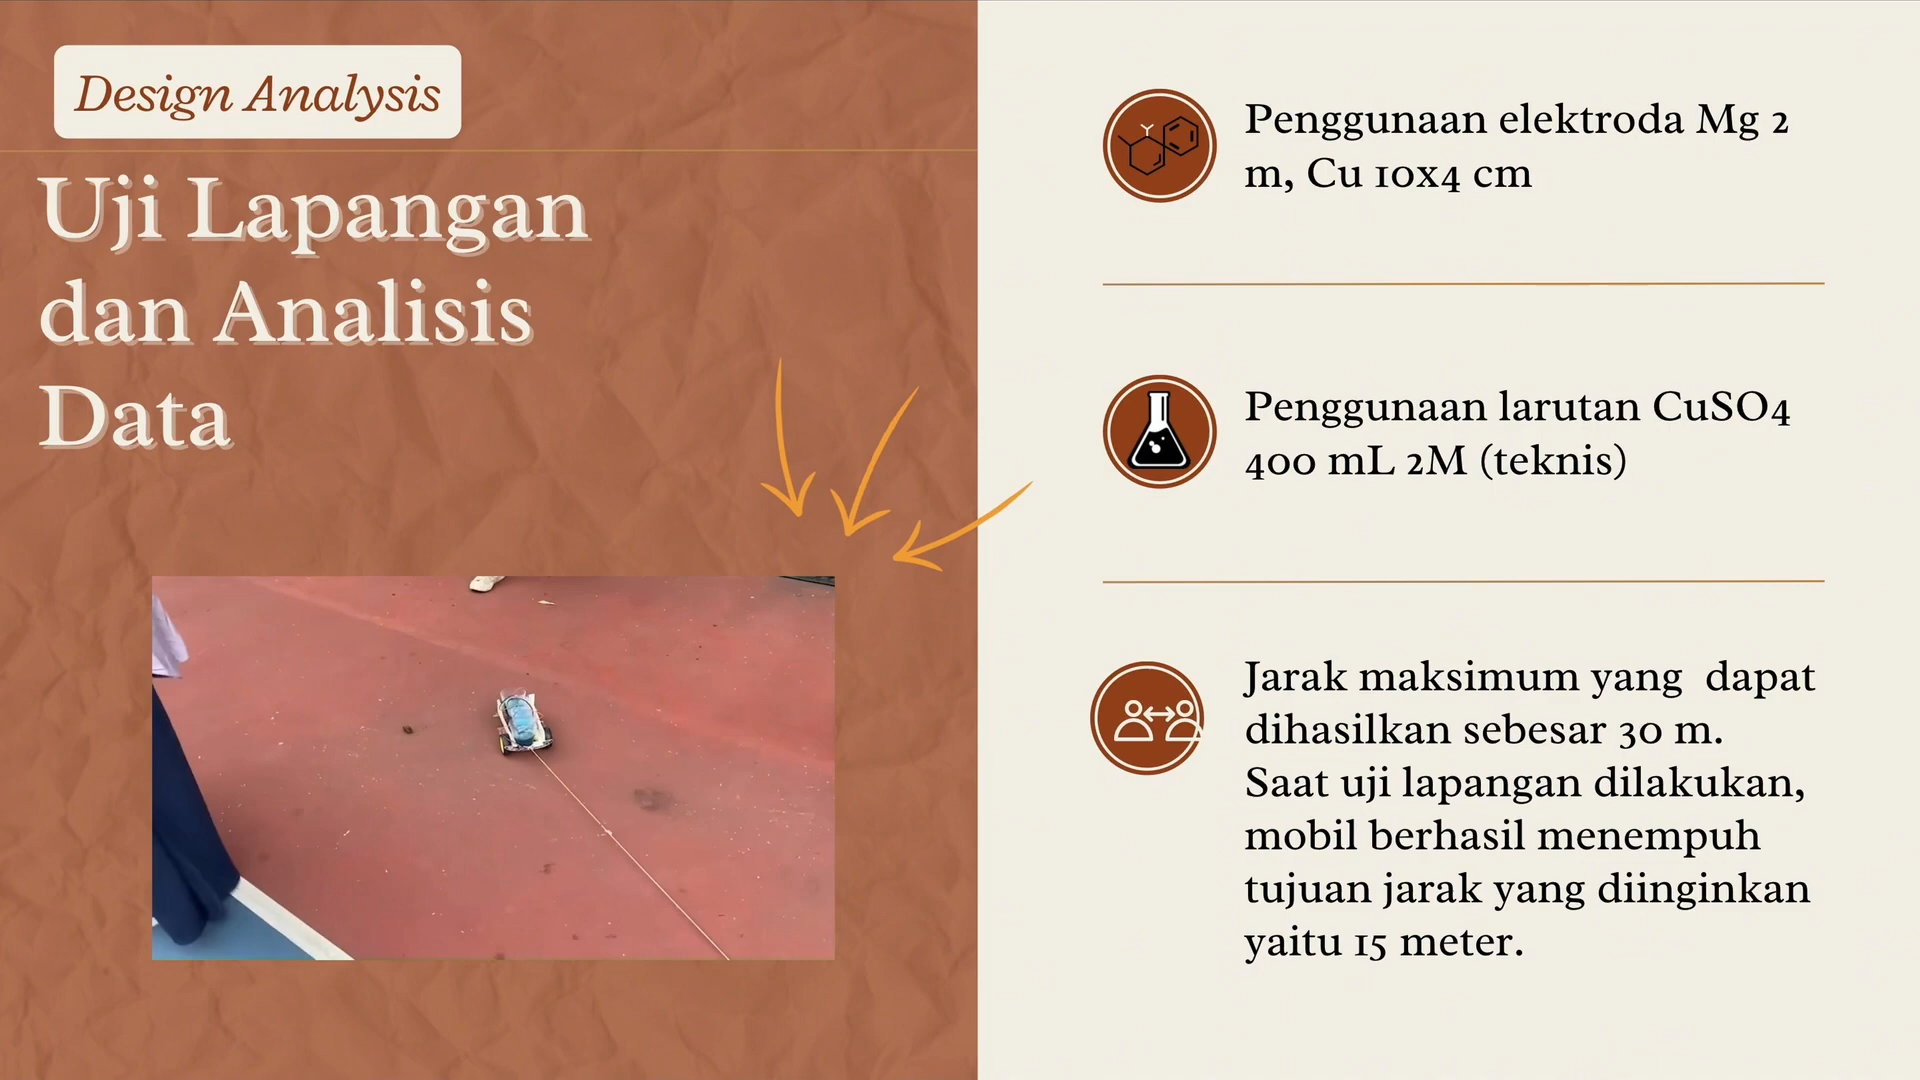 Design Analysis
Uji Lapangan
dan Analisis
Data
Penggunaan elektroda Mg 2
m, Cu 10x4 cm
Penggunaan larutan CuSO4
400 mL 2M (teknis)
Jarak maksimum yang  dapat
dihasilkan sebesar 30 m.
Saat uji lapangan dilakukan,
mobil berhasil menempuh
tujuan jarak yang diinginkan
yaitu 15 meter.